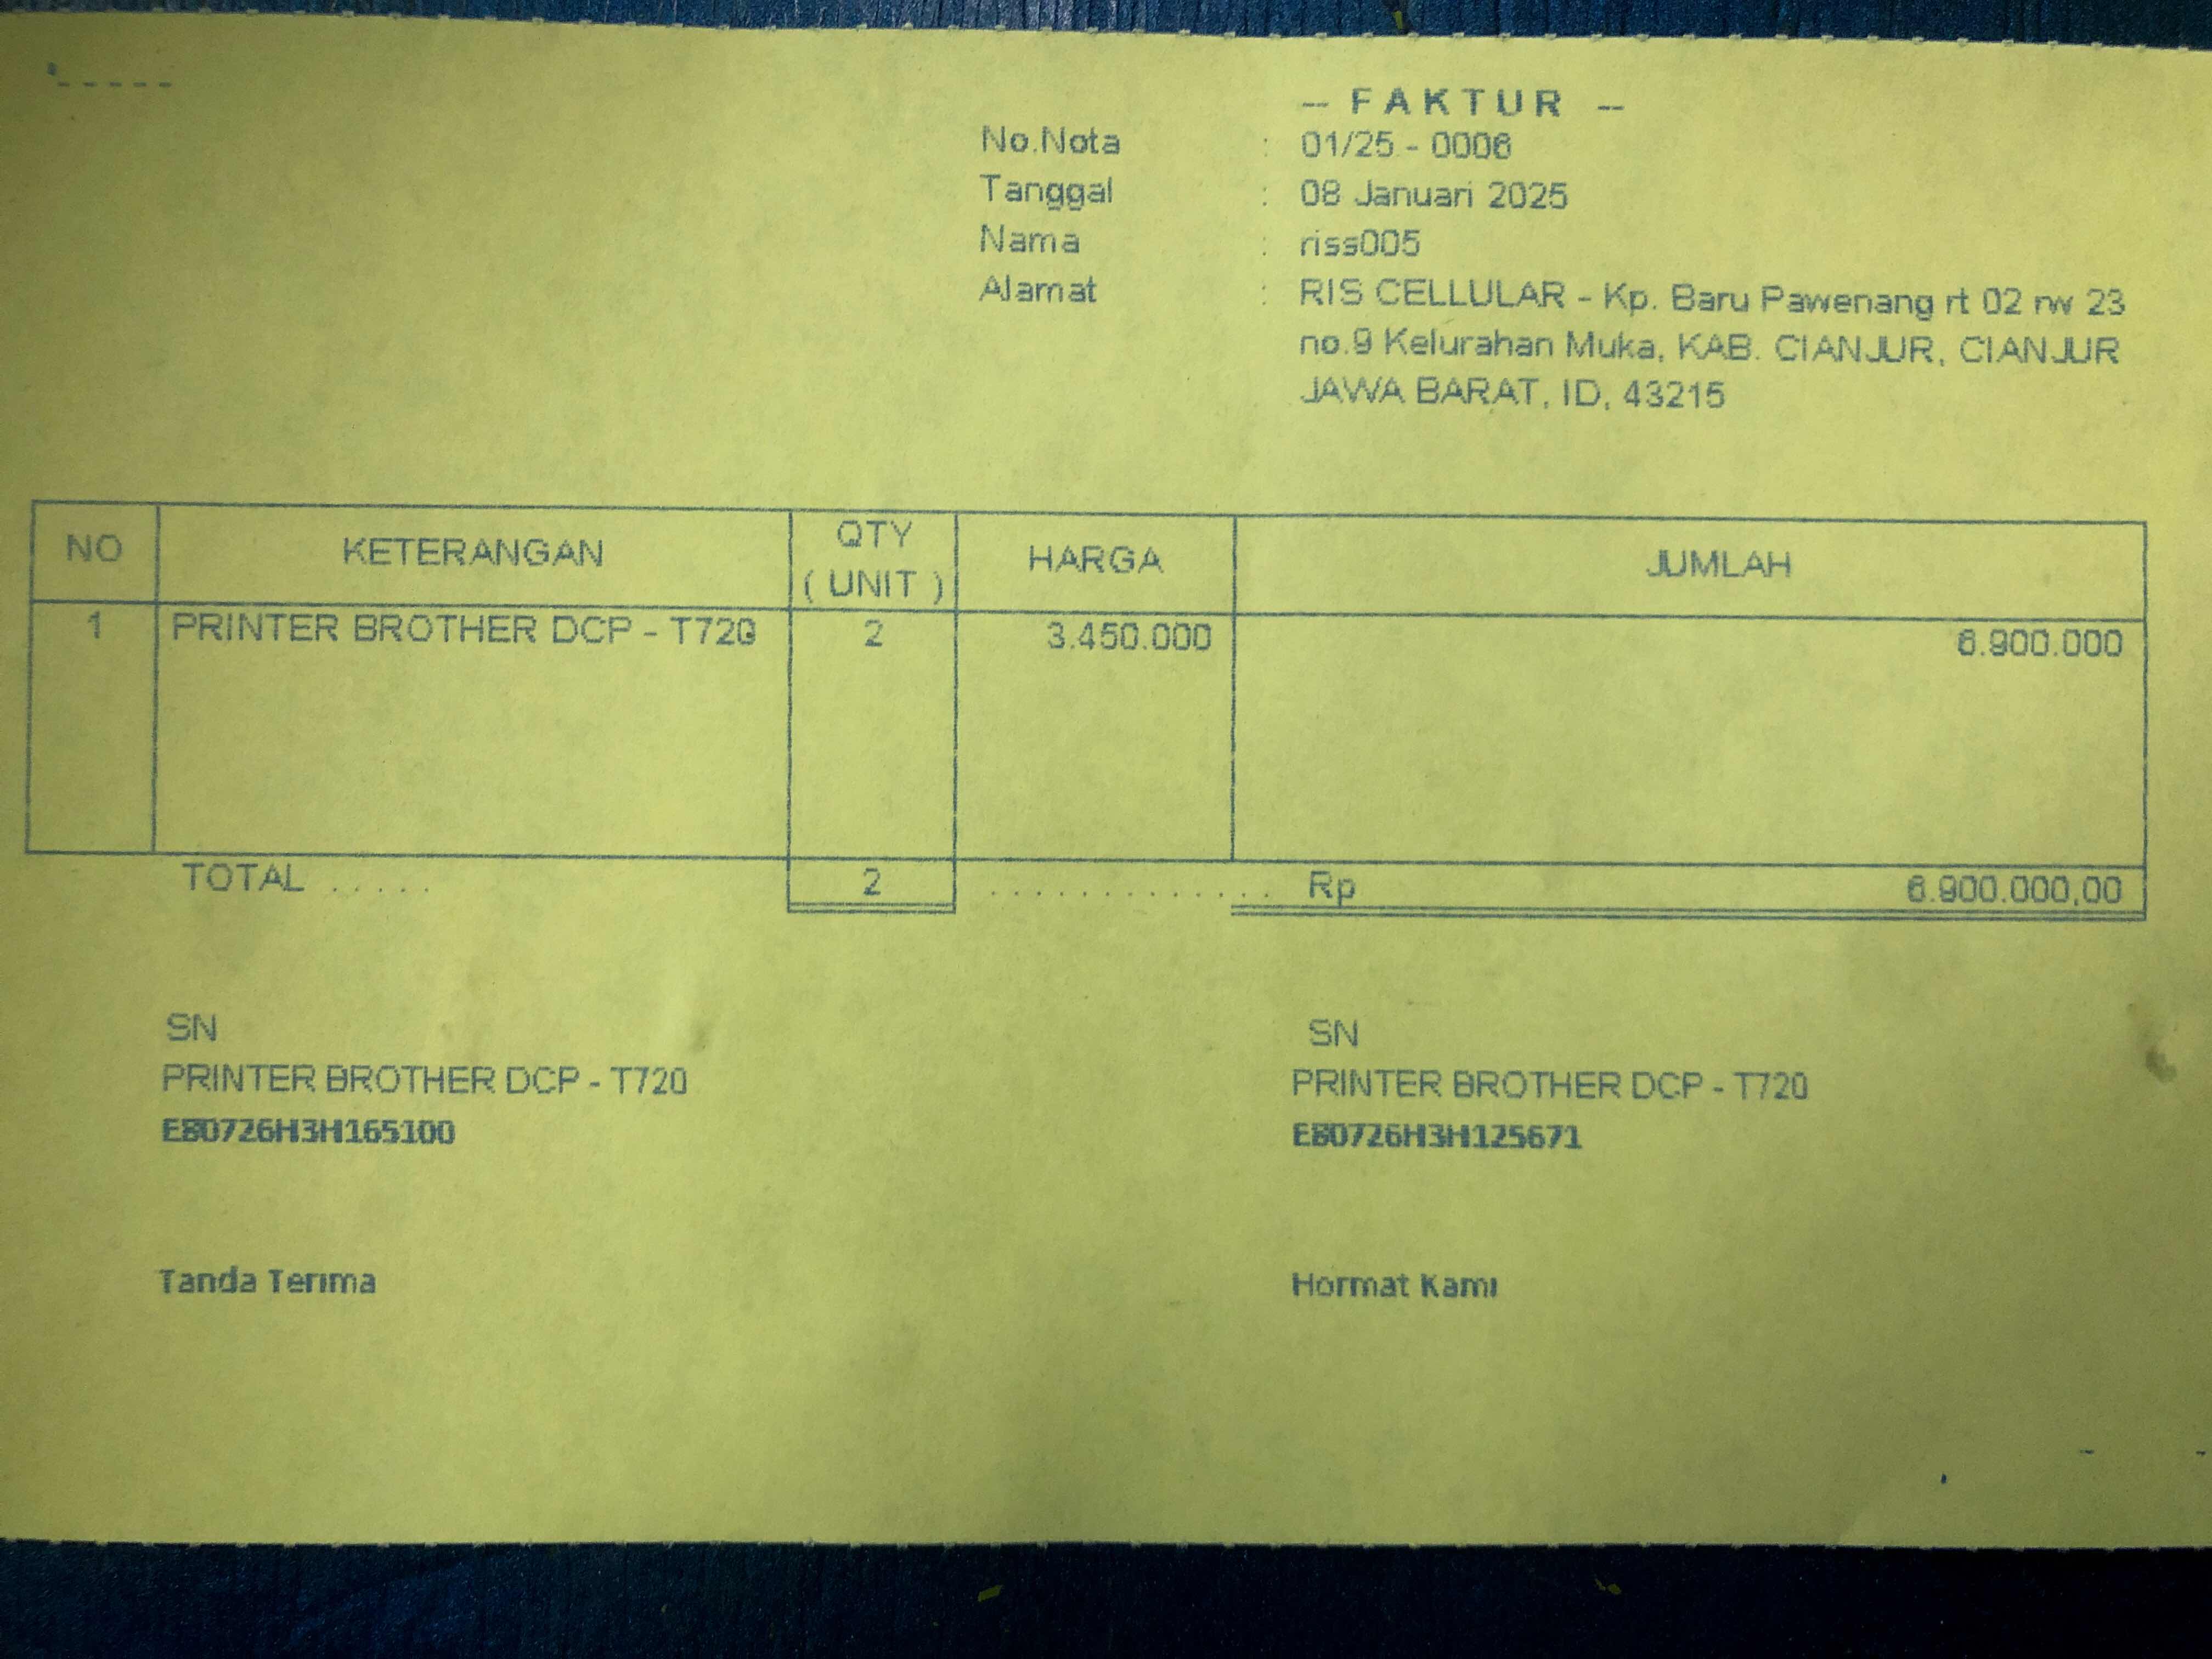 -- FAKTUR --
No.Nota : 01/25 - 0006
Tanggal : 08 Januari 2025
Nama : riss005
Alamat : RIS CELLULAR - Kp. Baru Pawenang rt 02 rw 23
no.9 Kelurahan Muka, KAB. CIANJUR, CIANJUR
JAWA BARAT, ID, 43215
NO KETERANGAN QTY ( UNIT ) HARGA JUMLAH
1 PRINTER BROTHER DCP - T720 2 3.450.000 6.900.000
TOTAL ..... 2 ............. Rp 6.900.000,00
SN SN
PRINTER BROTHER DCP - T720 PRINTER BROTHER DCP - T720
E80726H3H165100 E80726H3H125671
Tanda Terima Hormat Kami